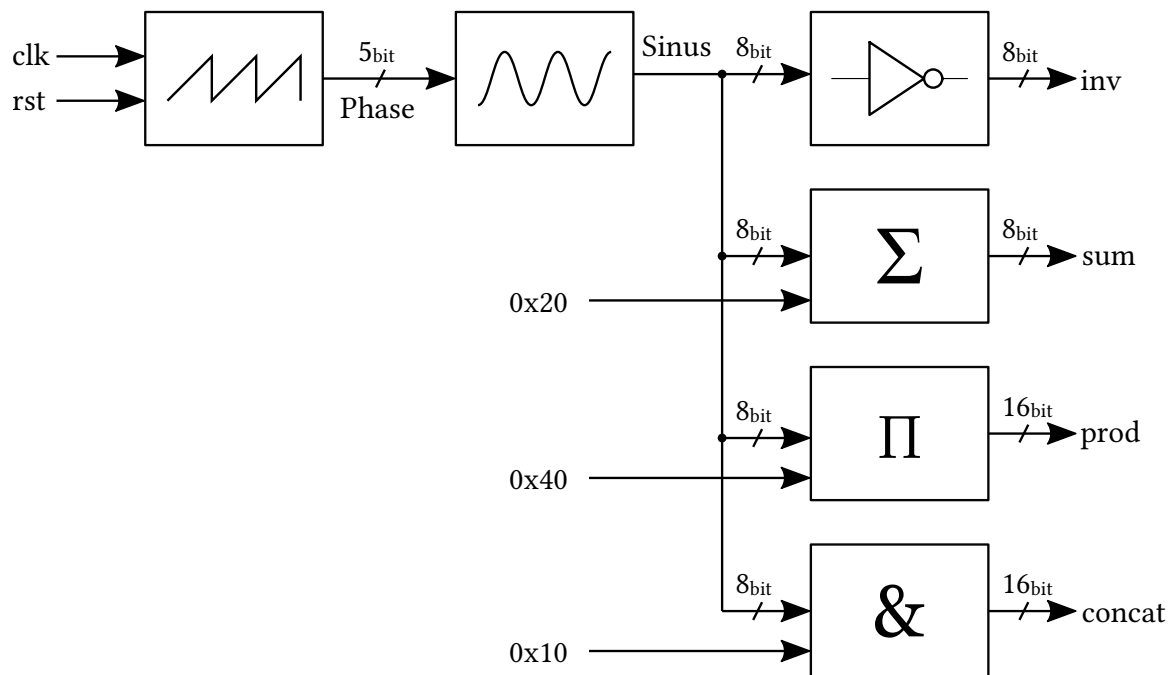 clk
rst
5bit
Phase
Sinus
8bit
8bit
inv
8bit
Σ
8bit
sum
0x20
8bit
Π
16bit
prod
0x40
8bit
&
16bit
concat
0x10